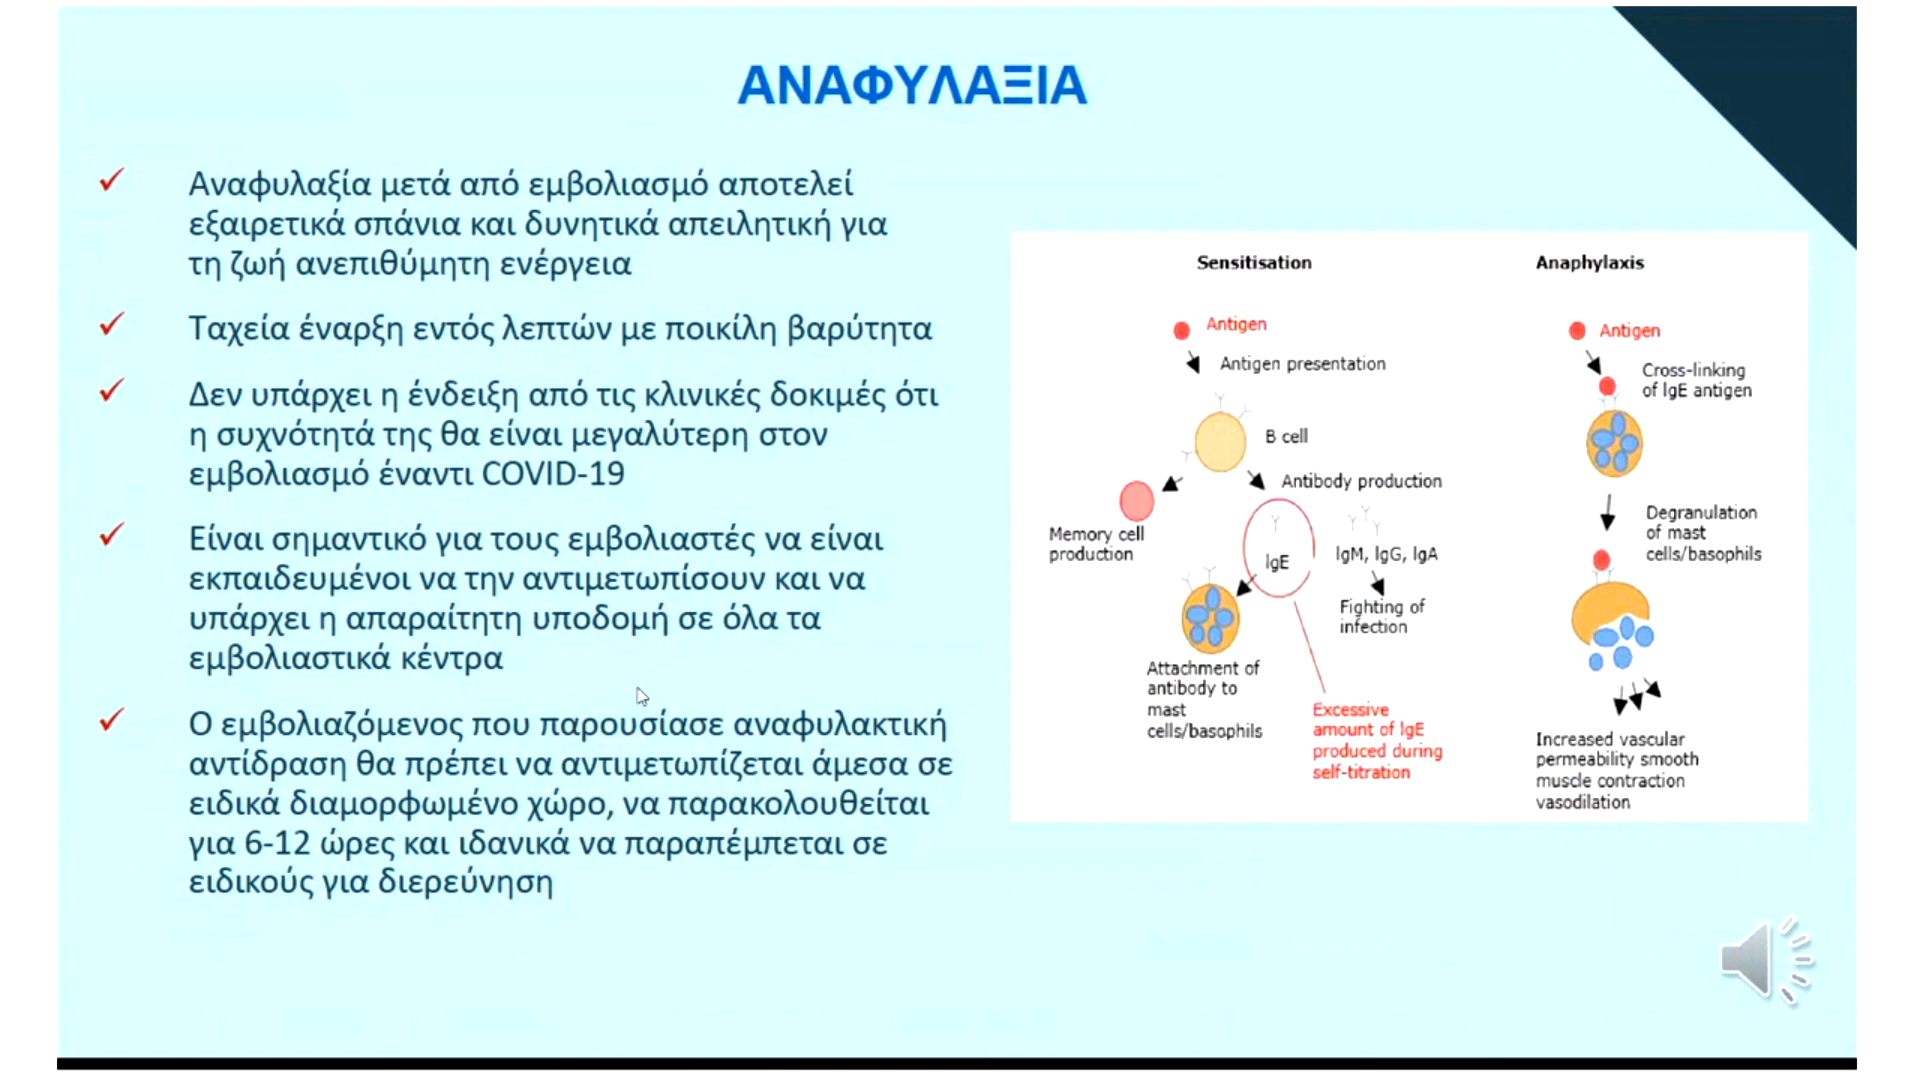 ΑΝΑΦΥΛΑΞΙΑ
Αναφυλαξία μετά από εμβολιασμό αποτελεί
εξαιρετικά σπάνια και δυνητικά απειλητική για
τη ζωή ανεπιθύμητη ενέργεια
Ταχεία έναρξη εντός λεπτών με ποικίλη βαρύτητα
Δεν υπάρχει η ένδειξη από τις κλινικές δοκιμές ότι
η συχνότητά της θα είναι μεγαλύτερη στον
εμβολιασμό έναντι COVID-19
Είναι σημαντικό για τους εμβολιαστές να είναι
εκπαιδευμένοι να την αντιμετωπίσουν και να
υπάρχει η απαραίτητη υποδομή σε όλα τα
εμβολιαστικά κέντρα
Ο εμβολιαζόμενος που παρουσίασε αναφυλακτική
αντίδραση θα πρέπει να αντιμετωπίζεται άμεσα σε
ειδικά διαμορφωμένο χώρο, να παρακολουθείται
για 6-12 ώρες και ιδανικά να παραπέμπεται σε
ειδικούς για διερεύνηση
Sensitisation
Antigen
Antigen presentation
B cell
Antibody production
Memory cell
production
IgE
IgM, IgG, IgA
Fighting of
infection
Attachment of
antibody to
mast
cells/basophils
Excessive
amount of IgE
produced during
self-titration
Anaphylaxis
Antigen
Cross-linking
of IgE antigen
Degranulation
of mast
cells/basophils
Increased vascular
permeability smooth
muscle contraction
vasodilation